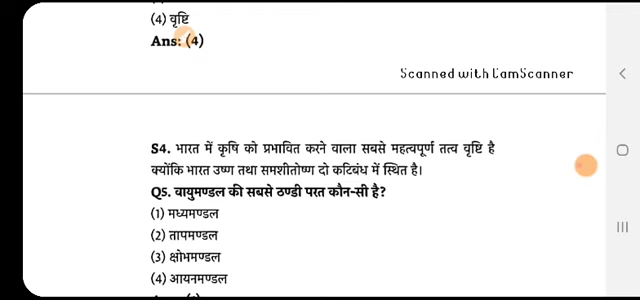 (4) वृष्टि
Ans: (4)
Scanned with CamScanner
S4. भारत में कृषि को प्रभावित करने वाला सबसे महत्वपूर्ण तत्व वृष्टि है
क्योंकि भारत उष्ण तथा समशीतोष्ण दो कटिबंध में स्थित है।
Q5. वायुमण्डल की सबसे ठण्डी परत कौन-सी है?
(1) मध्यमण्डल
(2) तापमण्डल
(3) क्षोभमण्डल
(4) आयनमण्डल